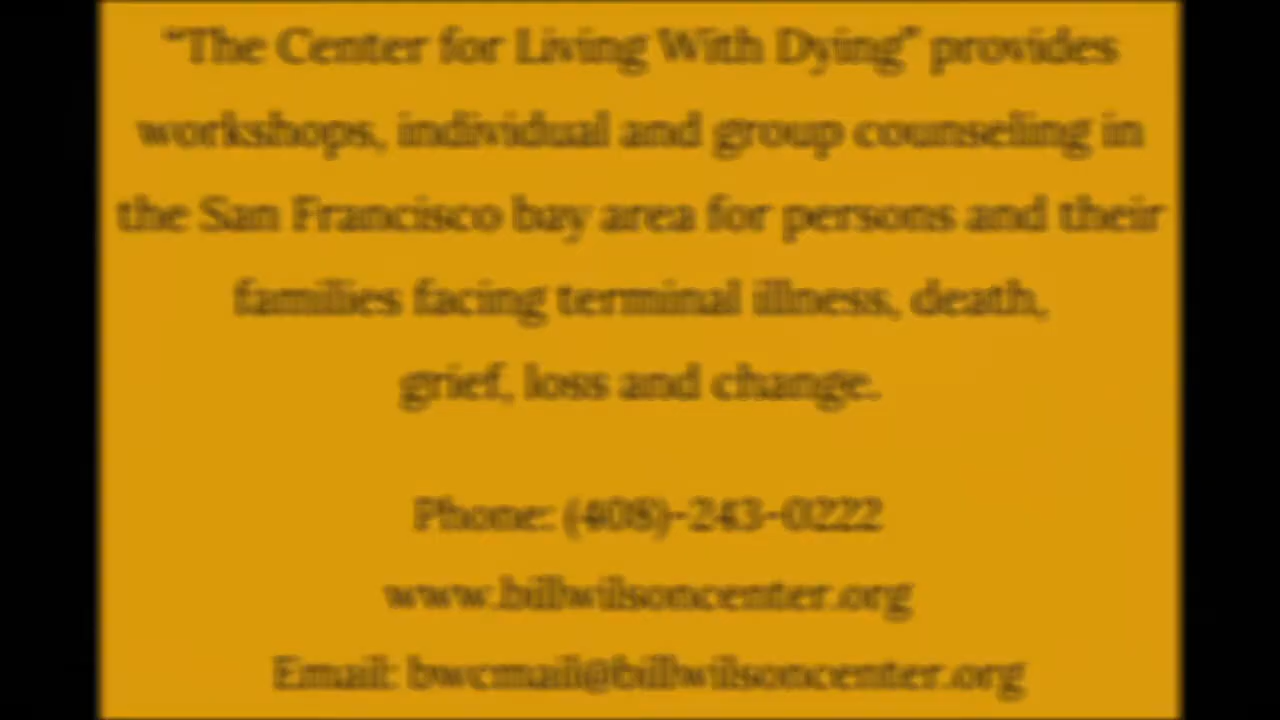 “The Center for Living With Dying” provides
workshops, individual and group counseling in
the San Francisco bay area for persons and their
families facing terminal illness, death,
grief, loss and change.
Phone: (408)-243-0222
www.billwilsoncenter.org
Email: bwcmail@billwilsoncenter.org